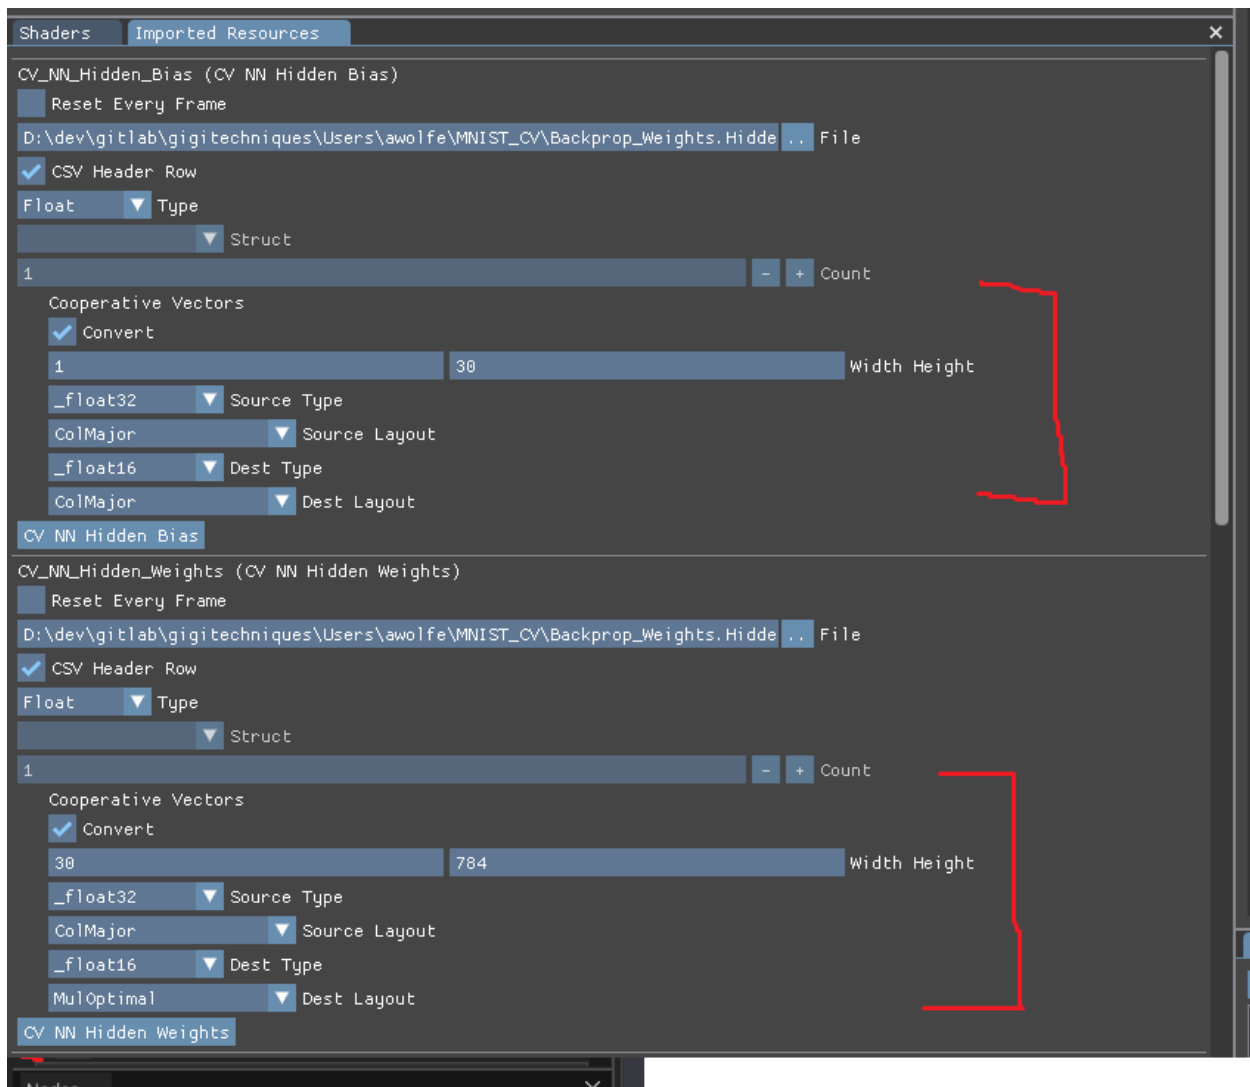 Shaders Imported Resources
CV_NN_Hidden_Bias (CV NN Hidden Bias)
Reset Every Frame
D:\dev\gitlab\gigitechniques\Users\awolfe\MNIST_CV\Backprop_Weights.Hidde .. File
CSV Header Row
Float Type
Struct
1 - + Count
Cooperative Vectors
Convert
1 30 Width Height
_float32 Source Type
ColMajor Source Layout
_float16 Dest Type
ColMajor Dest Layout
CV NN Hidden Bias
CV_NN_Hidden_Weights (CV NN Hidden Weights)
Reset Every Frame
D:\dev\gitlab\gigitechniques\Users\awolfe\MNIST_CV\Backprop_Weights.Hidde .. File
CSV Header Row
Float Type
Struct
1 - + Count
Cooperative Vectors
Convert
30 784 Width Height
_float32 Source Type
ColMajor Source Layout
_float16 Dest Type
MulOptimal Dest Layout
CV NN Hidden Weights